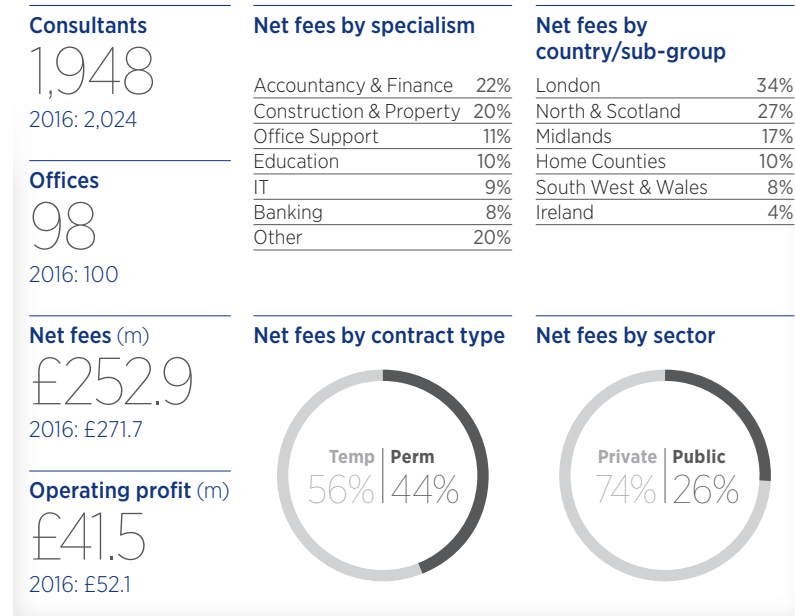 Consultants
1,948
2016: 2,024
Offices
98
2016: 100
Net fees (m)
£252.9
2016: £271.7
Operating profit (m)
£41.5
2016: £52.1
Net fees by specialism
Accountancy & Finance 22%
Construction & Property 20%
Office Support 11%
Education 10%
IT 9%
Banking 8%
Other 20%
Net fees by
country/sub-group
London 34%
North & Scotland 27%
Midlands 17%
Home Counties 10%
South West & Wales 8%
Ireland 4%
Net fees by contract type
Temp Perm
56% 44%
Net fees by sector
Private Public
74% 26%